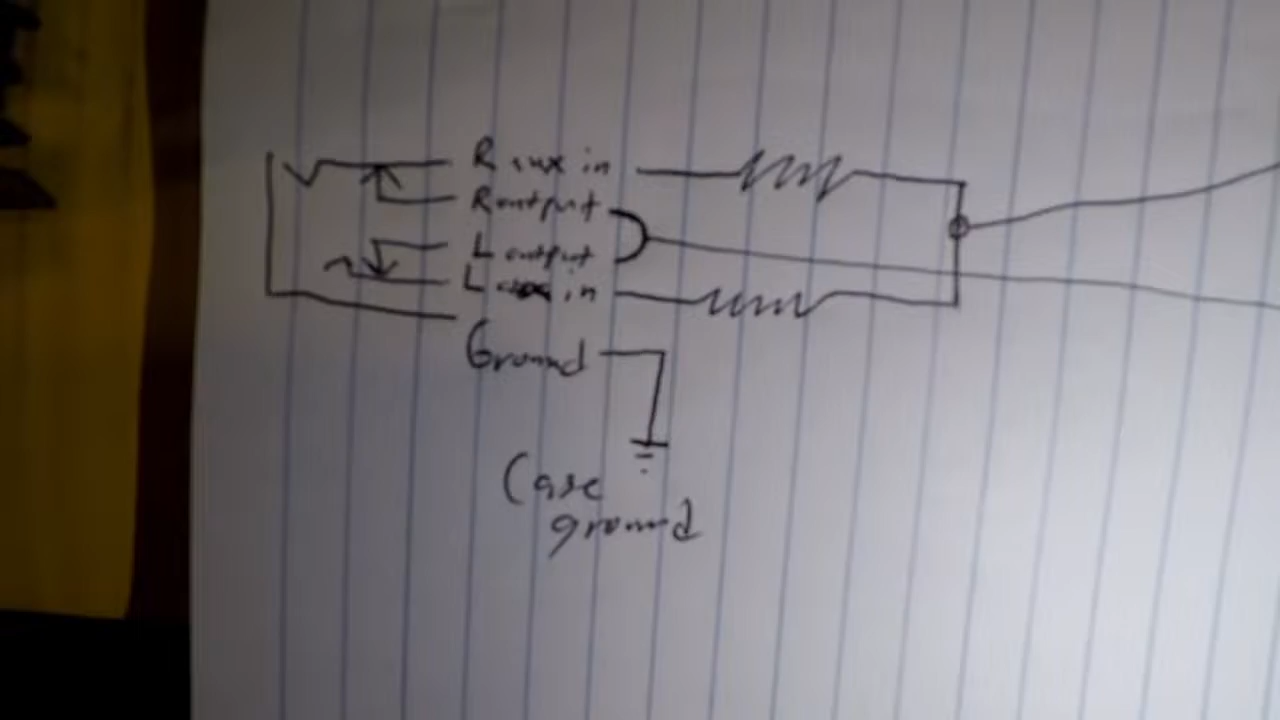 R aux in
R output
L output
L aux in
Ground
Case
ground